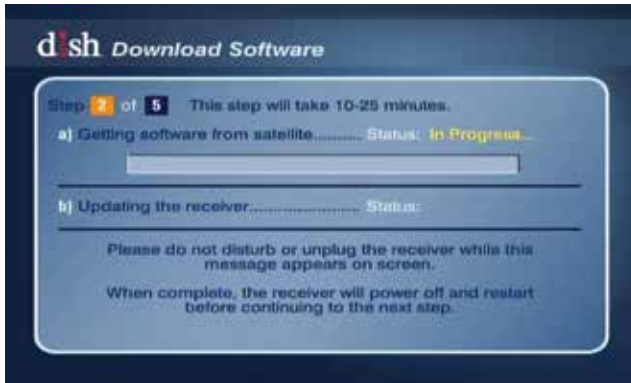 dish Download Software
Step 2 of 5 This step will take 10-25 minutes.
a) Getting software from satellite........... Status: In Progress...
b) Updating the receiver......................... Status:
Please do not disturb or unplug the receiver while this
message appears on screen.
When complete, the receiver will power off and restart
before continuing to the next step.